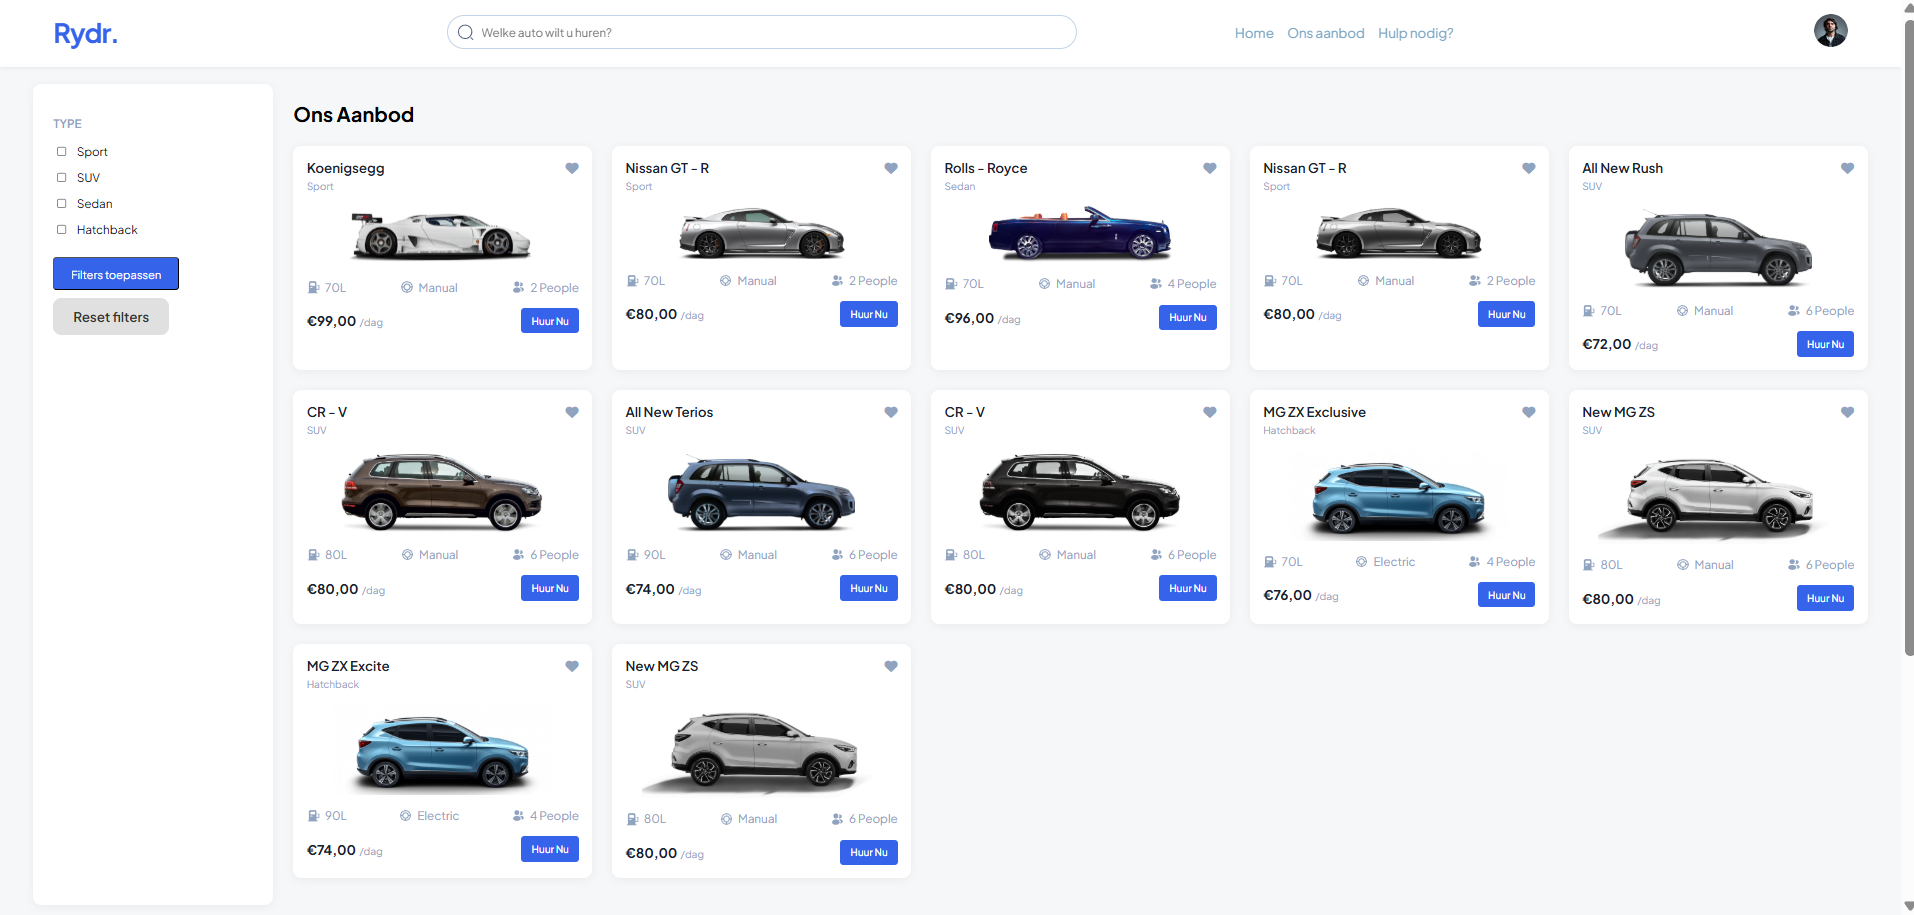 Rydr.
Welke auto wilt u huren?
Home Ons aanbod Hulp nodig?
TYPE
Sport
SUV
Sedan
Hatchback
Filters toepassen
Reset filters
Ons Aanbod
Koenigsegg
Sport
70L Manual 2 People
€99,00 /dag Huur Nu
Nissan GT - R
Sport
70L Manual 2 People
€80,00 /dag Huur Nu
Rolls - Royce
Sedan
70L Manual 4 People
€96,00 /dag Huur Nu
Nissan GT - R
Sport
70L Manual 2 People
€80,00 /dag Huur Nu
All New Rush
SUV
70L Manual 6 People
€72,00 /dag Huur Nu
CR - V
SUV
80L Manual 6 People
€80,00 /dag Huur Nu
All New Terios
SUV
90L Manual 6 People
€74,00 /dag Huur Nu
CR - V
SUV
80L Manual 6 People
€80,00 /dag Huur Nu
MG ZX Exclusive
Hatchback
70L Electric 4 People
€76,00 /dag Huur Nu
New MG ZS
SUV
80L Manual 6 People
€80,00 /dag Huur Nu
MG ZX Excite
Hatchback
90L Electric 4 People
€74,00 /dag Huur Nu
New MG ZS
SUV
80L Manual 6 People
€80,00 /dag Huur Nu